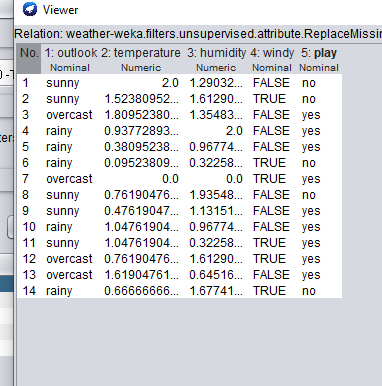 Viewer
Relation: weather-weka.filters.unsupervised.attribute.ReplaceMissin
No. 1: outlook 2: temperature 3: humidity 4: windy 5: play
Nominal Numeric Numeric Nominal Nominal
1 sunny 2.0 1.29032... FALSE no
2 sunny 1.52380952... 1.61290... TRUE no
3 overcast 1.80952380... 1.35483... FALSE yes
4 rainy 0.93772893... 2.0 FALSE yes
5 rainy 0.38095238... 0.96774... FALSE yes
6 rainy 0.09523809... 0.32258... TRUE no
7 overcast 0.0 0.0 TRUE yes
8 sunny 0.76190476... 1.93548... FALSE no
9 sunny 0.47619047... 1.13151... FALSE yes
10 rainy 1.04761904... 0.96774... FALSE yes
11 sunny 1.04761904... 0.32258... TRUE yes
12 overcast 0.76190476... 1.61290... TRUE yes
13 overcast 1.61904761... 0.64516... FALSE yes
14 rainy 0.66666666... 1.67741... TRUE no